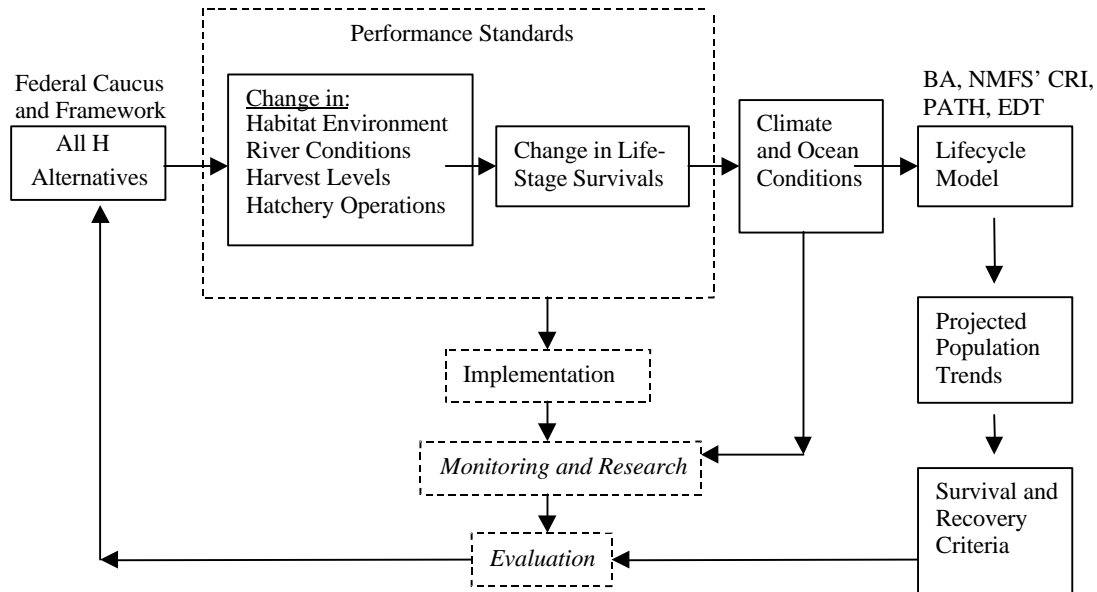 Performance Standards
Federal Caucus
and Framework
All H
Alternatives
Change in:
Habitat Environment
River Conditions
Harvest Levels
Hatchery Operations
Change in Life-
Stage Survivals
Climate
and Ocean
Conditions
BA, NMFS’ CRI,
PATH, EDT
Lifecycle
Model
Projected
Population
Trends
Implementation
Monitoring and Research
Survival and
Recovery
Criteria
Evaluation